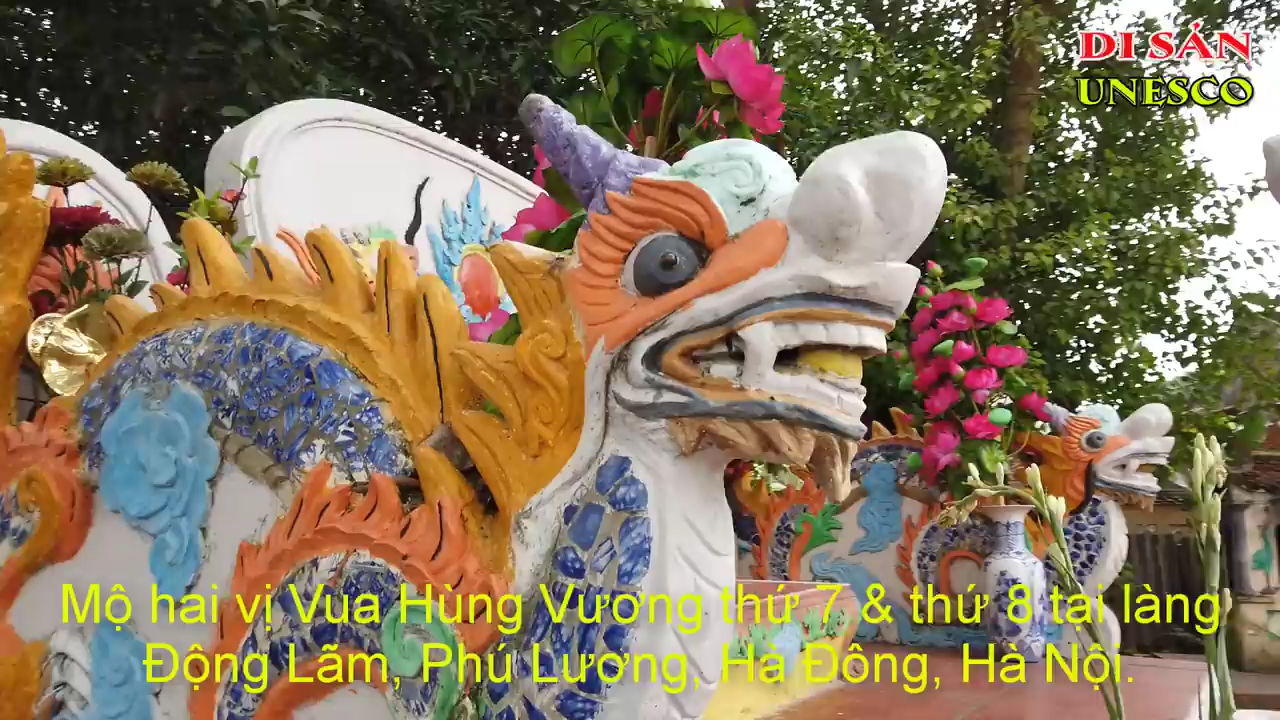 DI SẢN
UNESCO
Mộ hai vị Vua Hùng Vương thứ 7 & thứ 8 tại làng
Động Lãm, Phú Lương, Hà Đông, Hà Nội.